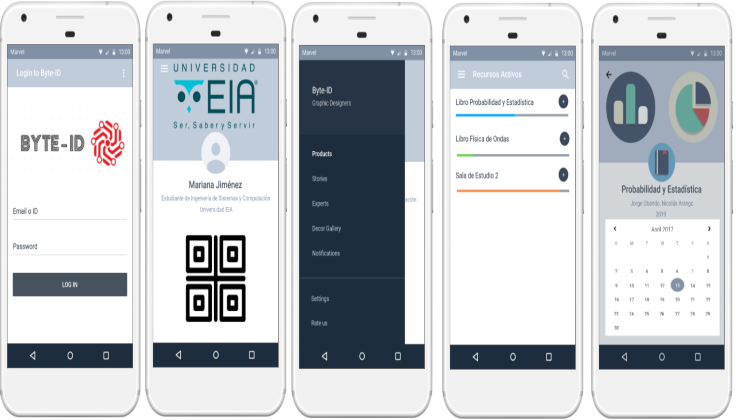 Marvel
13:00
Login to Byte-ID
BYTE-ID
Email o ID
Password
LOG IN
Marvel
13:00
UNIVERSIDAD
EIA
Ser, Saber y Servir
Mariana Jiménez
Estudiante de Ingeniería de Sistemas y Computación
Universidad EIA
Marvel
13:00
Byte-ID
Graphic Designers
Products
Stories
Experts
Decor Gallery
Notifications
Settings
Rate us
ación
Marvel
13:00
Recursos Activos
Libro Probabilidad y Estadística
Libro Física de Ondas
Sala de Estudio 2
Marvel
13:00
Probabilidad y Estadística
Jorge Obando, Nicolás Arango
2019
April 2017
S M T W T F S
1
2 3 4 5 6 7 8
9 10 11 12 13 14 15
16 17 18 19 20 21 22
23 24 25 26 27 28 29
30